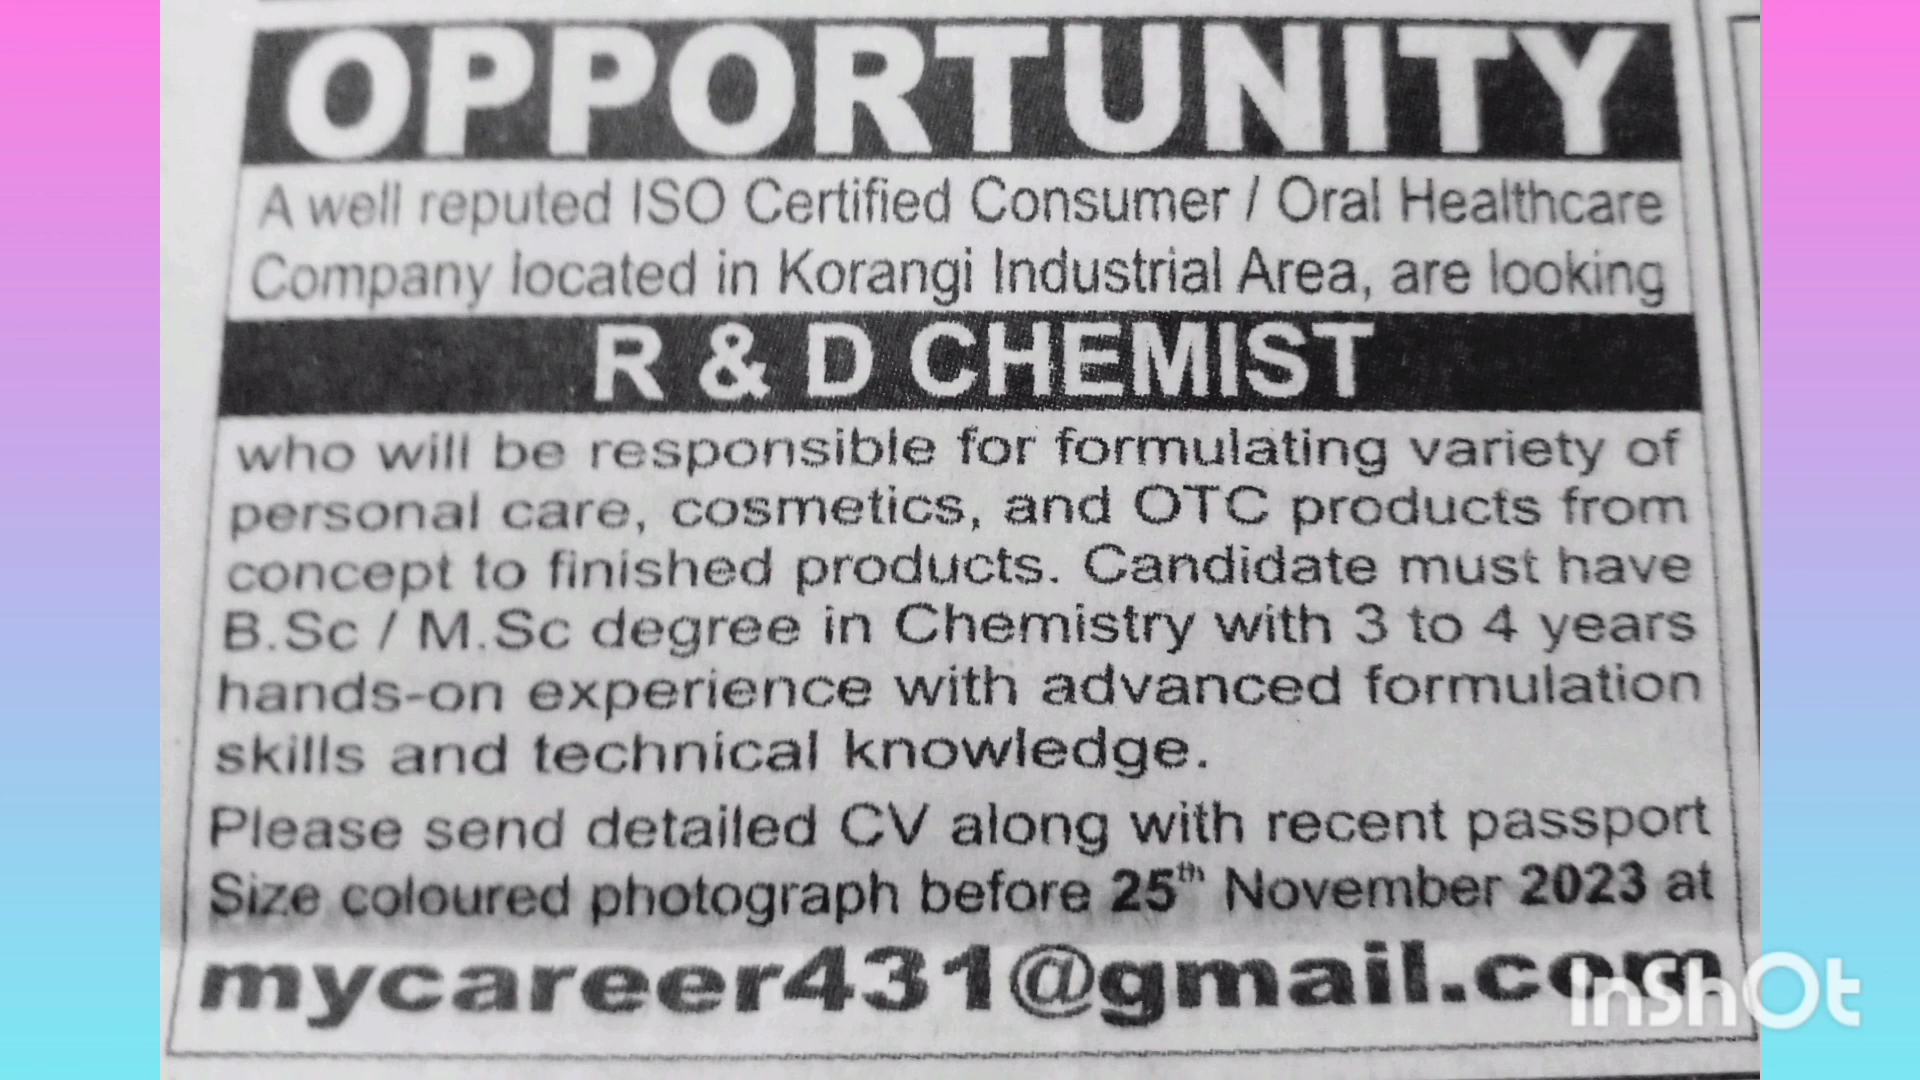 OPPORTUNITY
A well reputed ISO Certified Consumer / Oral Healthcare
Company located in Korangi Industrial Area, are looking
R & D CHEMIST
who will be responsible for formulating variety of
personal care, cosmetics, and OTC products from
concept to finished products. Candidate must have
B.Sc / M.Sc degree in Chemistry with 3 to 4 years
hands-on experience with advanced formulation
skills and technical knowledge.
Please send detailed CV along with recent passport
Size coloured photograph before 25th November 2023 at
mycareer431@gmail.com
InShOt